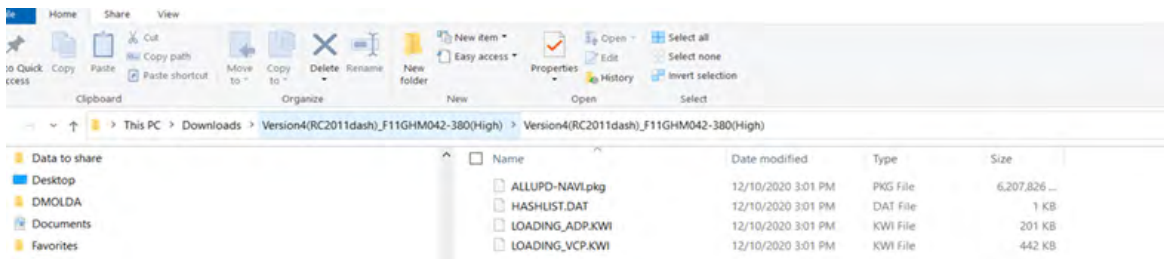 Home Share View
Cut
Copy path
Paste shortcut
to Quick Copy Paste
Clipboard
Move to Copy to Delete Rename New folder
Organize
New item
Easy access
New
Properties
Open
Edit
History
Open
Select all
Select none
Invert selection
Select
This PC > Downloads > Version4(RC2011dash)_F11GHM042-380(High) > Version4(RC2011dash)_F11GHM042-380(High)
Name Date modified Type Size
Data to share
Desktop
DMOLDA
Documents
Favorites
ALLUPD-NAVI.pkg 12/10/2020 3:01 PM PKG File 6,207,826 ...
HASHLIST.DAT 12/10/2020 3:01 PM DAT File 1 KB
LOADING_ADP.KWI 12/10/2020 3:01 PM KWI File 201 KB
LOADING_VCP.KWI 12/10/2020 3:01 PM KWI File 442 KB